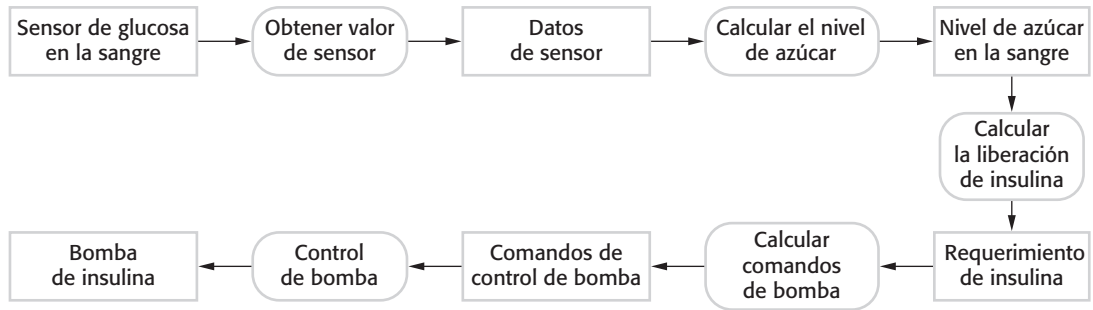 Sensor de glucosa
en la sangre
Obtener valor
de sensor
Datos
de sensor
Calcular el nivel
de azúcar
Nivel de azúcar
en la sangre
Calcular
la liberación
de insulina
Bomba
de insulina
Control
de bomba
Comandos de
control de bomba
Calcular
comandos
de bomba
Requerimiento
de insulina